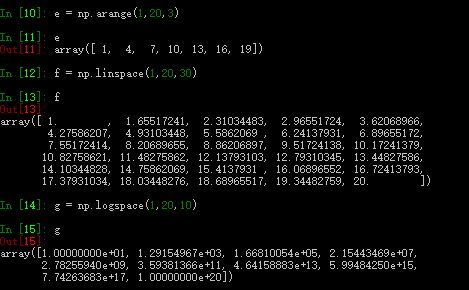 In [10]: e = np.arange(1,20,3)
In [11]: e
Out[11]:
array([ 1,  4,  7, 10, 13, 16, 19])
In [12]: f = np.linspace(1,20,30)
In [13]: f
Out[13]:
array([ 1.        ,  1.65517241,  2.31034483,  2.96551724,  3.62068966,
4.27586207,  4.93103448,  5.5862069 ,  6.24137931,  6.89655172,
7.55172414,  8.20689655,  8.86206897,  9.51724138, 10.17241379,
10.82758621, 11.48275862, 12.13793103, 12.79310345, 13.44827586,
14.10344828, 14.75862069, 15.4137931 , 16.06896552, 16.72413793,
17.37931034, 18.03448276, 18.68965517, 19.34482759, 20.        ])
In [14]: g = np.logspace(1,20,10)
In [15]: g
Out[15]:
array([1.00000000e+01, 1.29154967e+03, 1.66810054e+05, 2.15443469e+07,
2.78255940e+09, 3.59381366e+11, 4.64158883e+13, 5.99484250e+15,
7.74263683e+17, 1.00000000e+20])